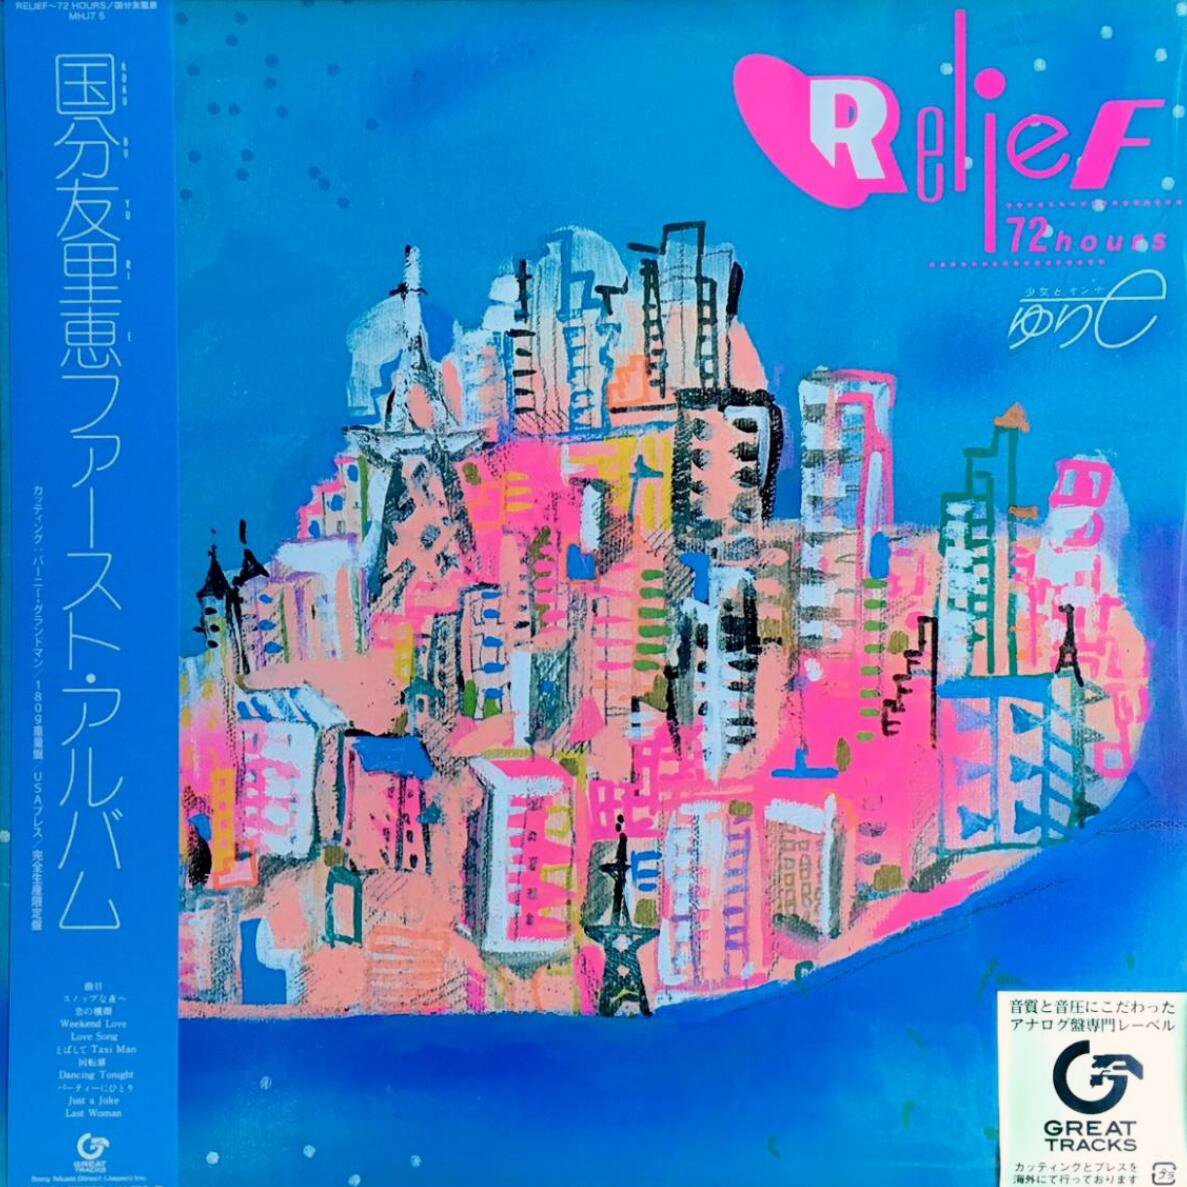 RELIEF~72 HOURS/国分友里恵
MHJ7 5
国分友里恵ファースト・アルバム
KOKU BU YU RI E
カッティング:バーニー・グランドマン/180g重量盤/USAプレス/完全生産限定盤
曲目
スノッブな夜へ
恋の横顔
Weekend Love
Love Song
とばして Taxi Man
回転扉
Dancing Tonight
パーティーにひとり
Just a Joke
Last Woman
GREAT
TRACKS
Sony Music Direct (Japan) Inc.
Relief
72 hours
少女と、オンナ
ゆりe
音質と音圧にこだわった
アナログ盤専門レーベル
GREAT
TRACKS
カッティングとプレスを
海外にて行っております